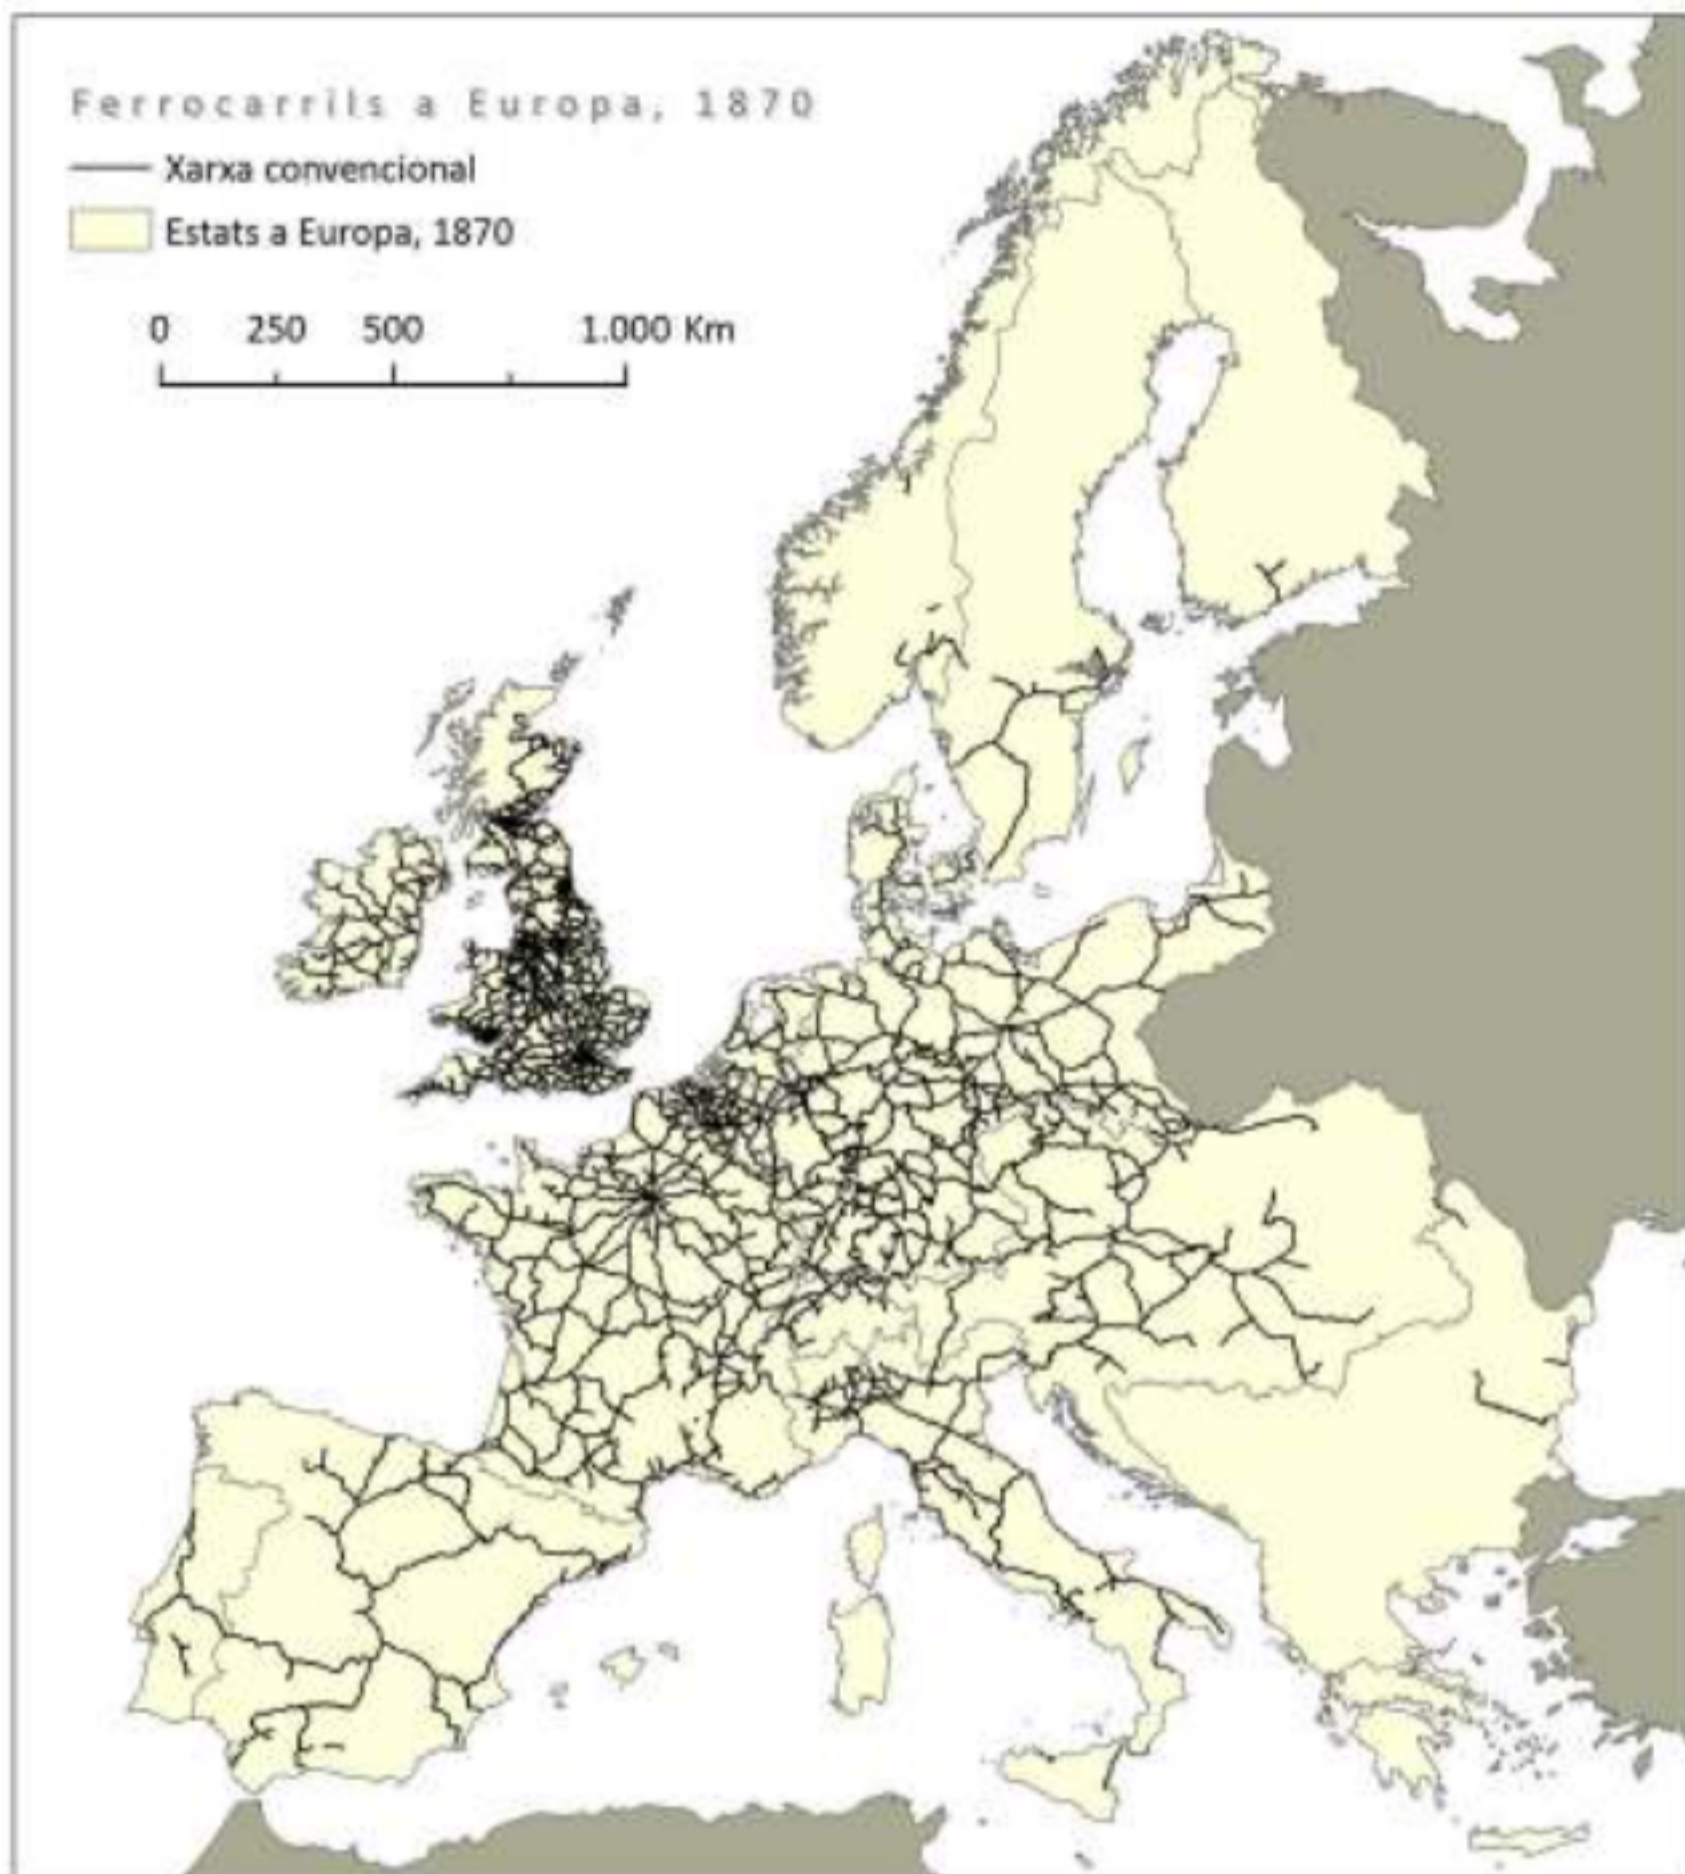 Ferrocarrils a Europa, 1870
Xarxa convencional
Estats a Europa, 1870
0 250 500 1.000 Km